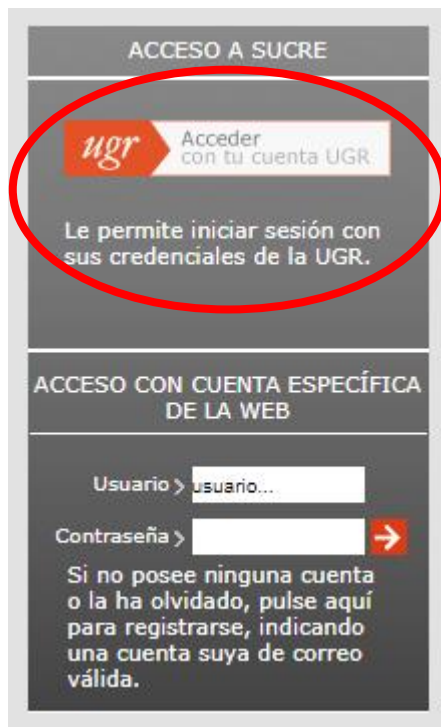 ACCESO A SUCRE
ugr Acceder
con tu cuenta UGR
Le permite iniciar sesión con
sus credenciales de la UGR.
ACCESO CON CUENTA ESPECÍFICA
DE LA WEB
Usuario usuario...
Contraseña
Si no posee ninguna cuenta
o la ha olvidado, pulse aquí
para registrarse, indicando
una cuenta suya de correo
válida.